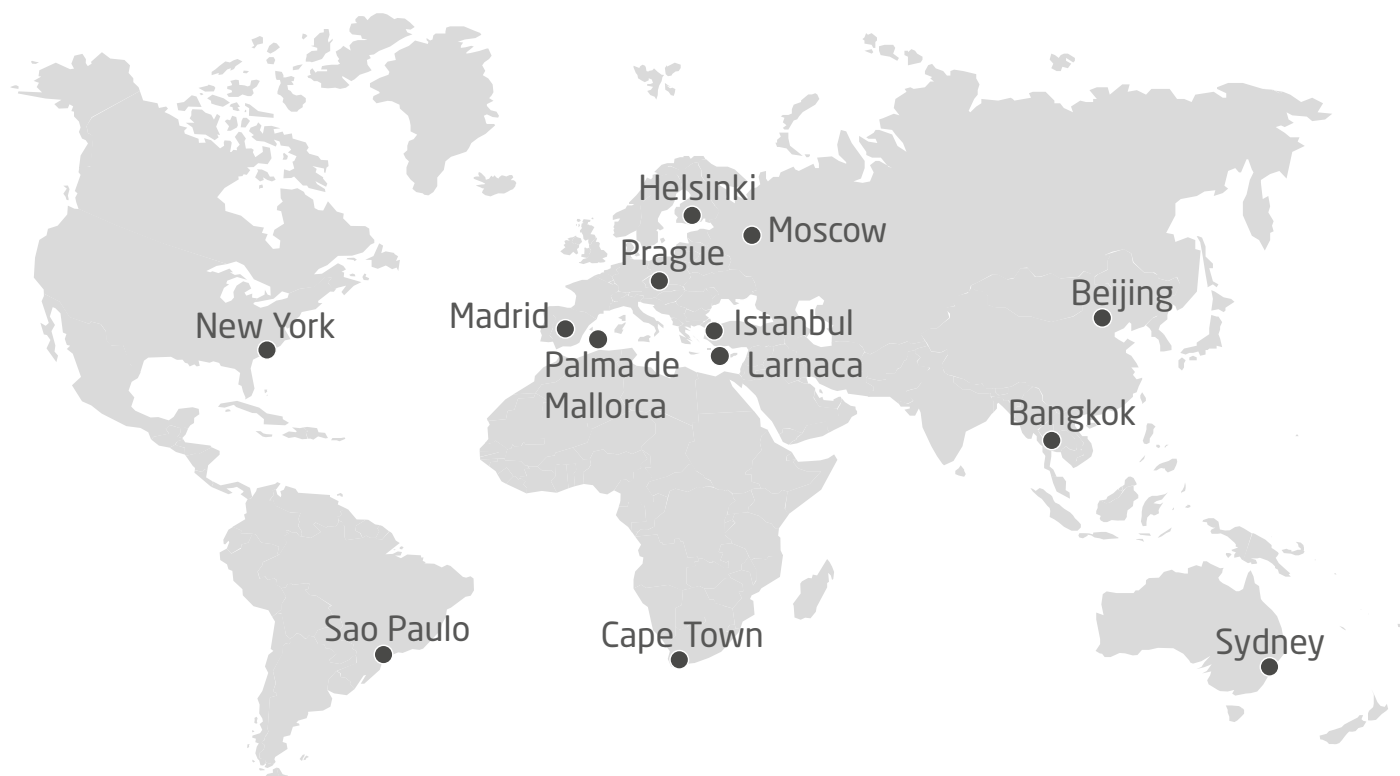 Helsinki
Moscow
Prague
Beijing
Madrid
New York
Istanbul
Palma de
Mallorca
Larnaca
Bangkok
Sao Paulo
Cape Town
Sydney